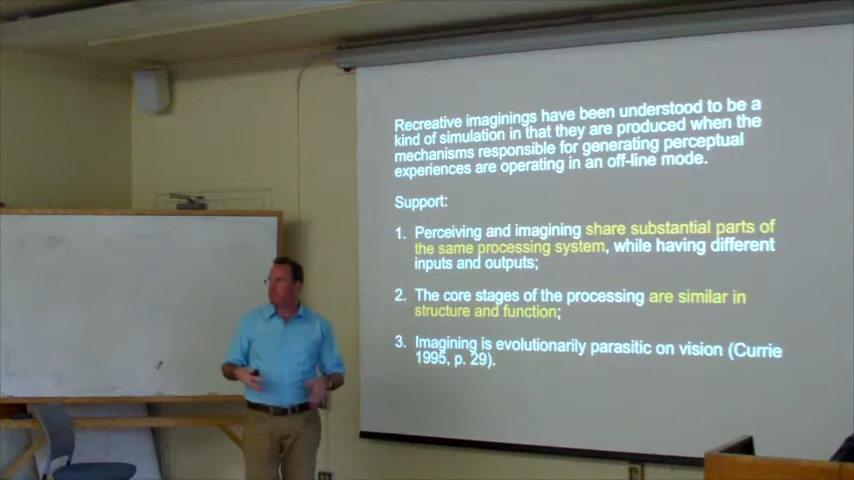 Recreative imaginings have been understood to be a
kind of simulation in that they are produced when the
mechanisms responsible for generating perceptual
experiences are operating in an off-line mode.
Support:
1. Perceiving and imagining share substantial parts of
the same processing system, while having different
inputs and outputs;
2. The core stages of the processing are similar in
structure and function;
3. Imagining is evolutionarily parasitic on vision (Currie
1995, p. 29).